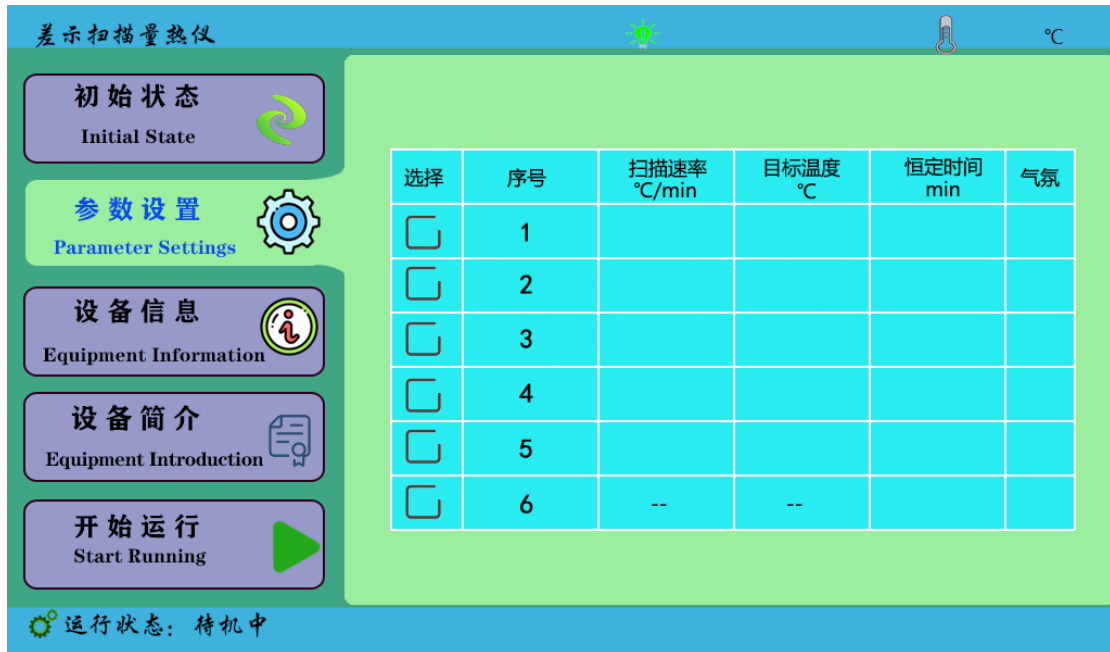 差示扫描量热仪
℃
初始状态
Initial State
参数设置
Parameter Settings
设备信息
Equipment Information
设备简介
Equipment Introduction
开始运行
Start Running
选择 序号 扫描速率 目标温度 恒定时间 气氛
℃/min ℃ min
1
2
3
4
5
6 -- --
运行状态：待机中